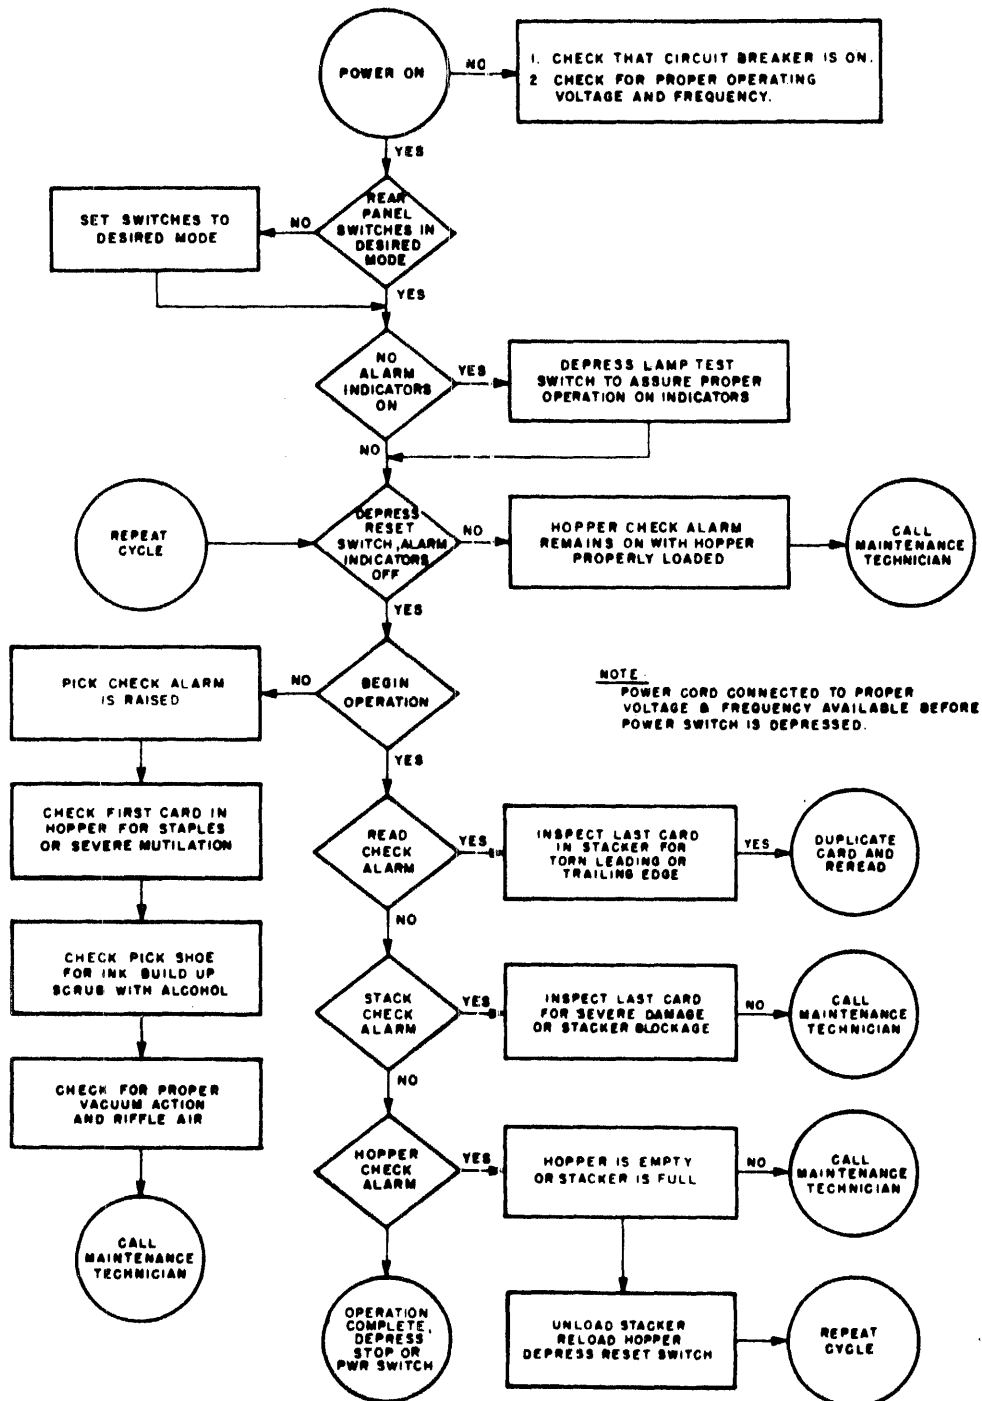 POWER ON
NO
1. CHECK THAT CIRCUIT BREAKER IS ON.
2 CHECK FOR PROPER OPERATING
VOLTAGE AND FREQUENCY.
YES
REAR
PANEL
SWITCHES IN
DESIRED
MODE
NO
SET SWITCHES TO
DESIRED MODE
YES
NO
ALARM
INDICATORS
ON
YES
DEPRESS LAMP TEST
SWITCH TO ASSURE PROPER
OPERATION ON INDICATORS
NO
REPEAT
CYCLE
DEPRESS
RESET
SWITCH, ALARM
INDICATORS
OFF
NO
HOPPER CHECK ALARM
REMAINS ON WITH HOPPER
PROPERLY LOADED
CALL
MAINTENANCE
TECHNICIAN
YES
BEGIN
OPERATION
NO
PICK CHECK ALARM
IS RAISED
NOTE:
POWER CORD CONNECTED TO PROPER
VOLTAGE & FREQUENCY AVAILABLE BEFORE
POWER SWITCH IS DEPRESSED.
YES
CHECK FIRST CARD IN
HOPPER FOR STAPLES
OR SEVERE MUTILATION
READ
CHECK
ALARM
YES
INSPECT LAST CARD
IN STACKER FOR
TORN LEADING OR
TRAILING EDGE
YES
DUPLICATE
CARD AND
REREAD
NO
CHECK PICK SHOE
FOR INK BUILD UP
SCRUB WITH ALCOHOL
STACK
CHECK
ALARM
YES
INSPECT LAST CARD
FOR SEVERE DAMAGE
OR STACKER BLOCKAGE
NO
CALL
MAINTENANCE
TECHNICIAN
NO
CHECK FOR PROPER
VACUUM ACTION
AND RIFFLE AIR
HOPPER
CHECK
ALARM
YES
HOPPER IS EMPTY
OR STACKER IS FULL
NO
CALL
MAINTENANCE
TECHNICIAN
CALL
MAINTENANCE
TECHNICIAN
OPERATION
COMPLETE,
DEPRESS
STOP OR
PWR SWITCH
UNLOAD STACKER
RELOAD HOPPER
DEPRESS RESET SWITCH
REPEAT
CYCLE